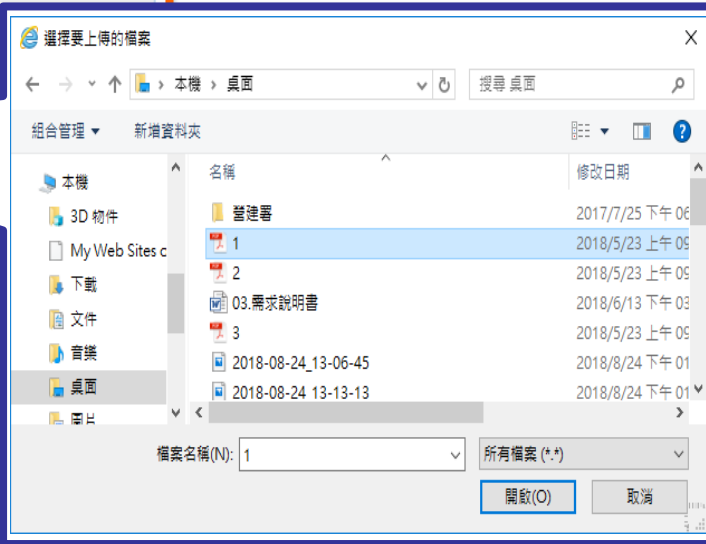 選擇要上傳的檔案
本機 › 桌面
搜尋 桌面
組合管理
新增資料夾
名稱
修改日期
本機
3D 物件
My Web Sites c
下載
文件
音樂
桌面
圖片
營建署 2017/7/25 下午 06
1 2018/5/23 上午 09
2 2018/5/23 上午 09
03.需求說明書 2018/6/13 下午 03
3 2018/5/23 上午 09
2018-08-24_13-06-45 2018/8/24 下午 01
2018-08-24 13-13-13 2018/8/24 下午 01
檔案名稱(N): 1
所有檔案 (*.*)
開啟(O)
取消